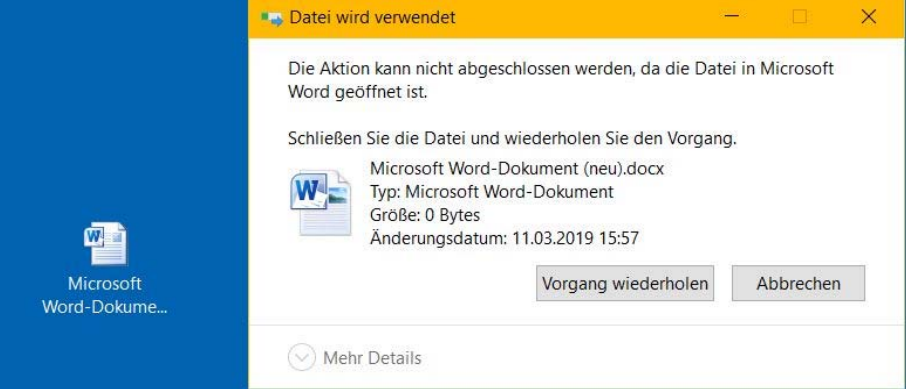 Datei wird verwendet
Die Aktion kann nicht abgeschlossen werden, da die Datei in Microsoft
Word geöffnet ist.
Schließen Sie die Datei und wiederholen Sie den Vorgang.
Microsoft Word-Dokument (neu).docx
Typ: Microsoft Word-Dokument
Größe: 0 Bytes
Änderungsdatum: 11.03.2019 15:57
Vorgang wiederholen
Abbrechen
Mehr Details
Microsoft
Word-Dokume...